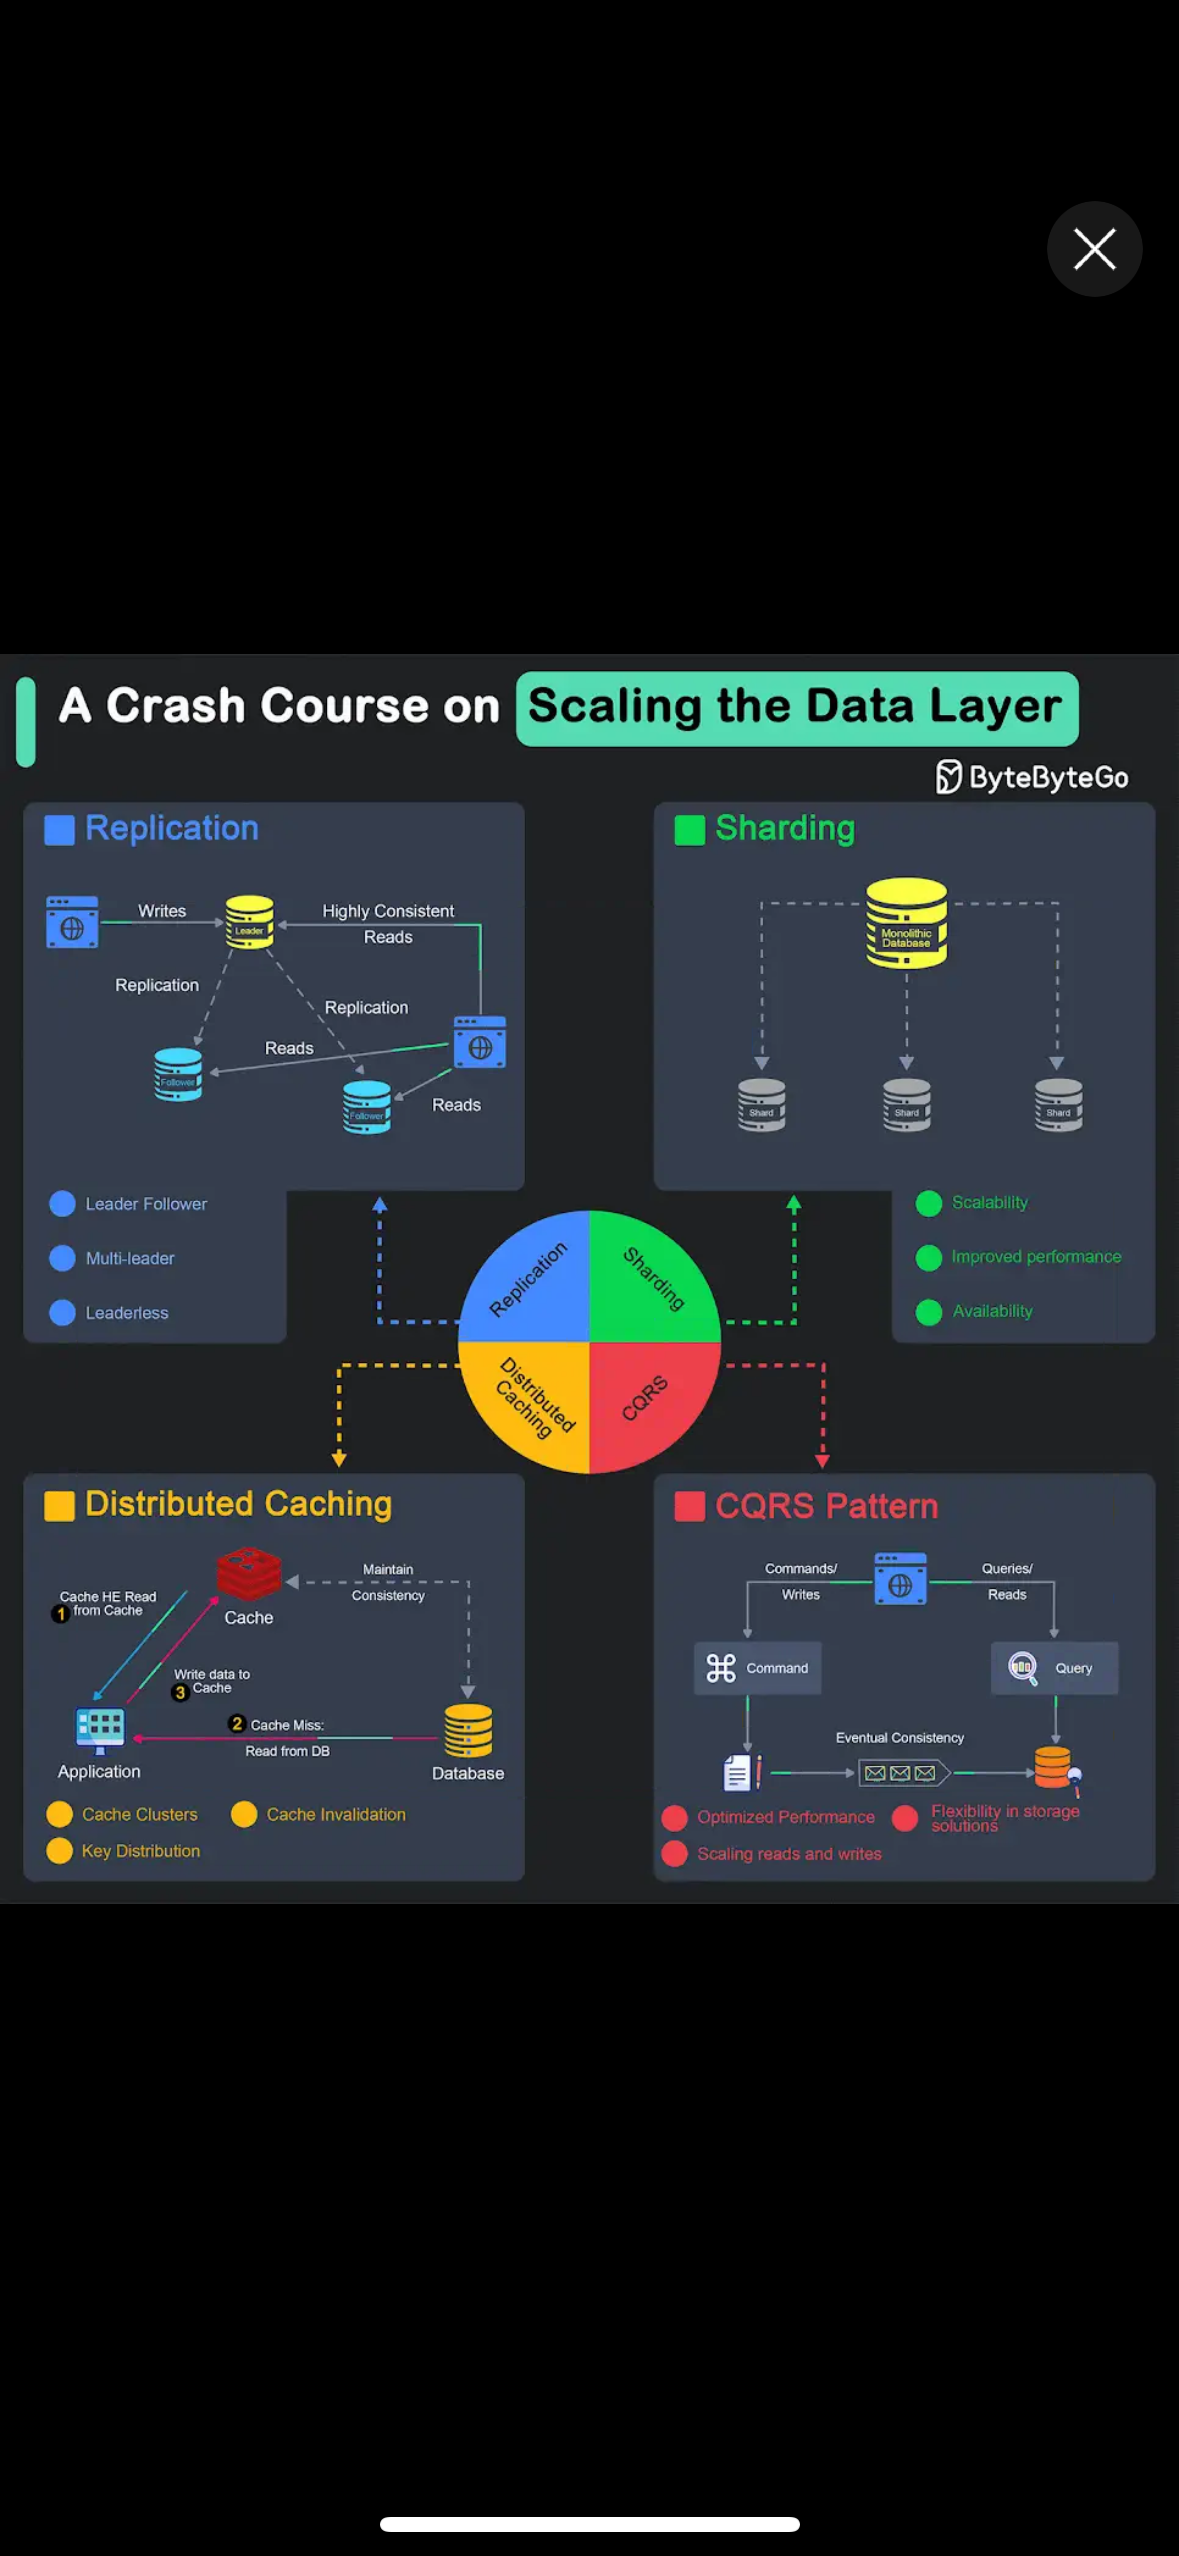 A Crash Course on Scaling the Data Layer
ByteByteGo
Replication
Writes
Leader
Highly Consistent
Reads
Replication
Replication
Reads
Follower
Follower
Reads
Leader Follower
Multi-leader
Leaderless
Sharding
Monolithic
Database
Shard
Shard
Shard
Scalability
Improved performance
Availability
Replication
Sharding
Distributed
Caching
CQRS
Distributed Caching
Cache HE Read
1 from Cache
Cache
Maintain
Consistency
Write data to
3 Cache
2 Cache Miss:
Read from DB
Application
Database
Cache Clusters
Cache Invalidation
Key Distribution
CQRS Pattern
Commands/
Writes
Queries/
Reads
Command
Query
Eventual Consistency
Optimized Performance
Flexibility in storage
solutions
Scaling reads and writes